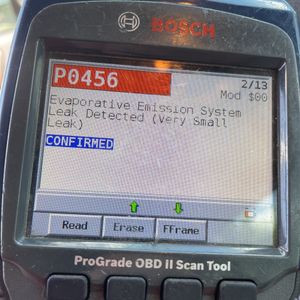 BOSCH
P0456
2/13
Mod $00
Evaporative Emission System
Leak Detected (Very Small
Leak)
CONFIRMED
Read Erase FFrame
ProGrade OBD II Scan Tool